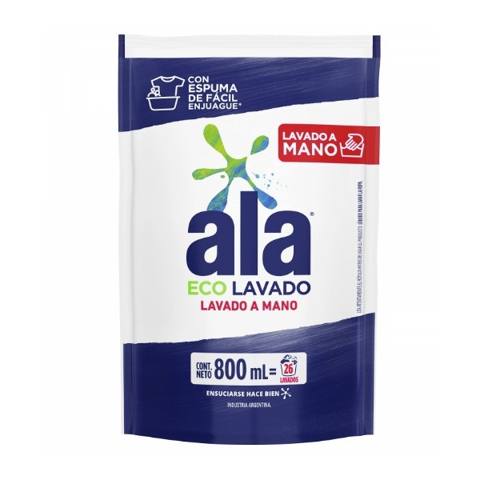 CON
ESPUMA
DE FÁCIL
ENJUAGUE*
LAVADO A
MANO
ala®
ECO LAVADO
LAVADO A MANO
CONT.
NETO
800 mL=
26
LAVADOS
ENSUCIARSE HACE BIEN
INDUSTRIA ARGENTINA.